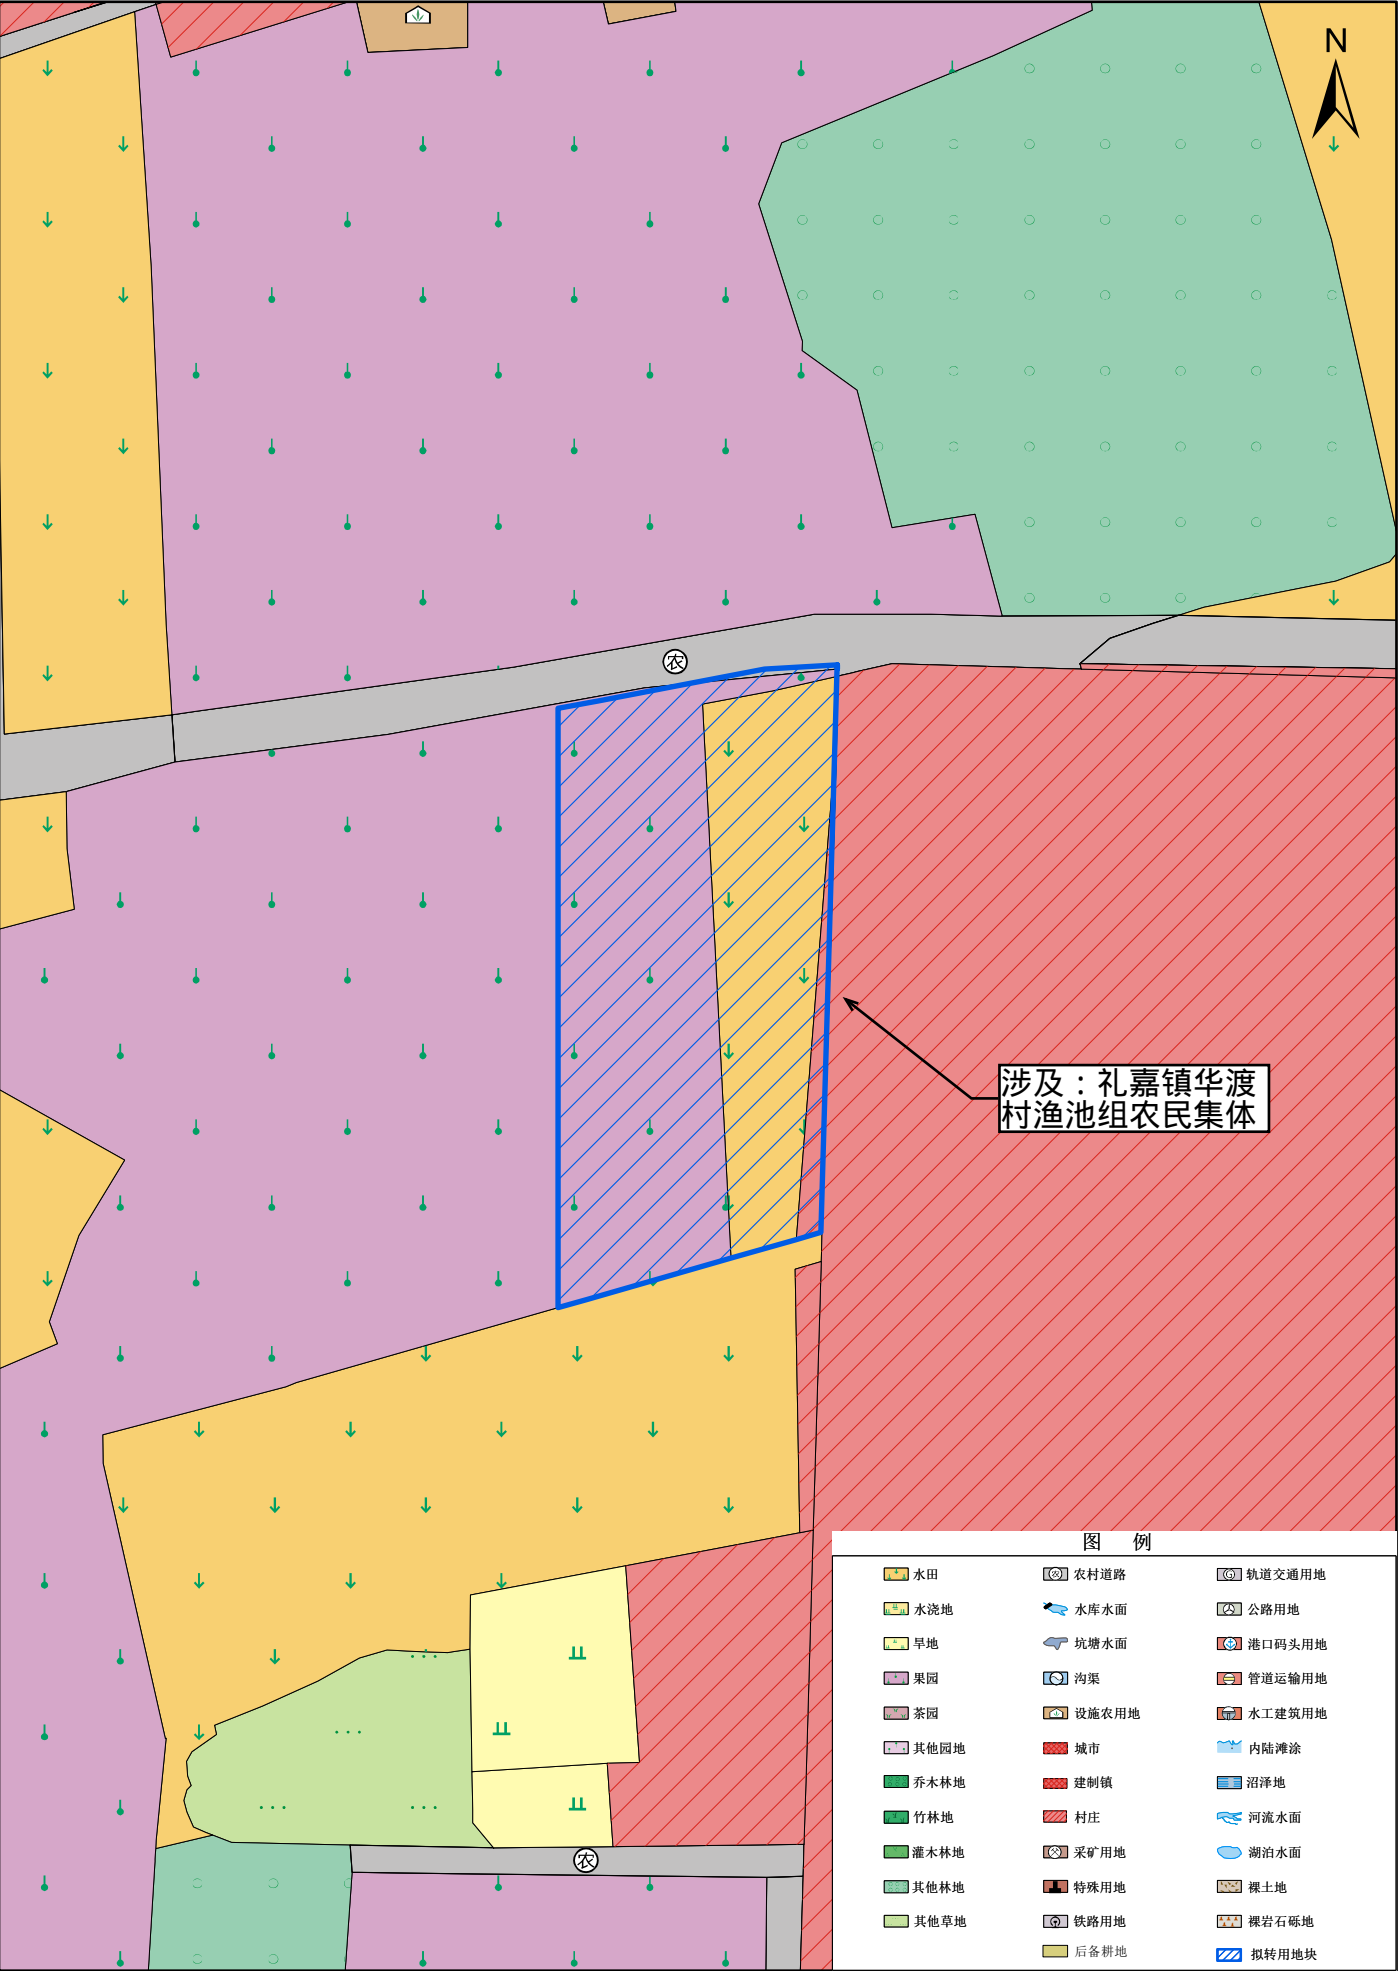 N
农
涉及：礼嘉镇华渡
村渔池组农民集体
图 例
水田
农村道路
轨道交通用地
水浇地
水库水面
公路用地
旱地
坑塘水面
港口码头用地
果园
沟渠
管道运输用地
茶园
设施农用地
水工建筑用地
其他园地
城市
内陆滩涂
乔木林地
建制镇
沼泽地
竹林地
村庄
河流水面
灌木林地
采矿用地
湖泊水面
其他林地
特殊用地
裸土地
其他草地
铁路用地
裸岩石砾地
后备耕地
拟转用地块
农